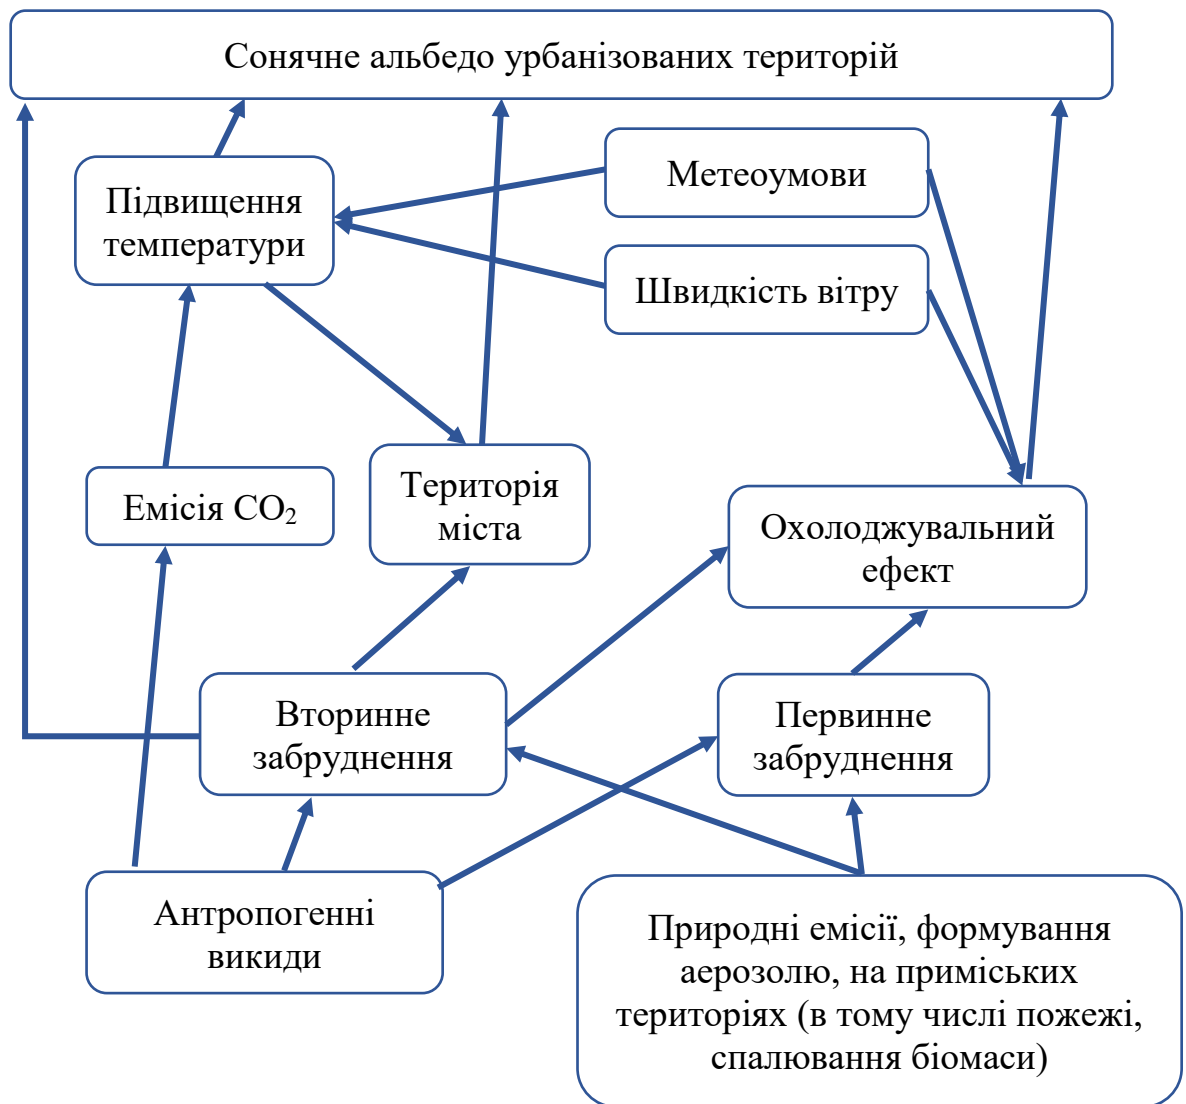 Сонячне альбедо урбанізованих територій
Підвищення
температури
Метеоумови
Швидкість вітру
Емісія CO₂
Територія
міста
Охолоджувальний
ефект
Вторинне
забруднення
Первинне
забруднення
Антропогенні
викиди
Природні емісії, формування
аерозолю, на приміських
територіях (в тому числі пожежі,
спалювання біомаси)